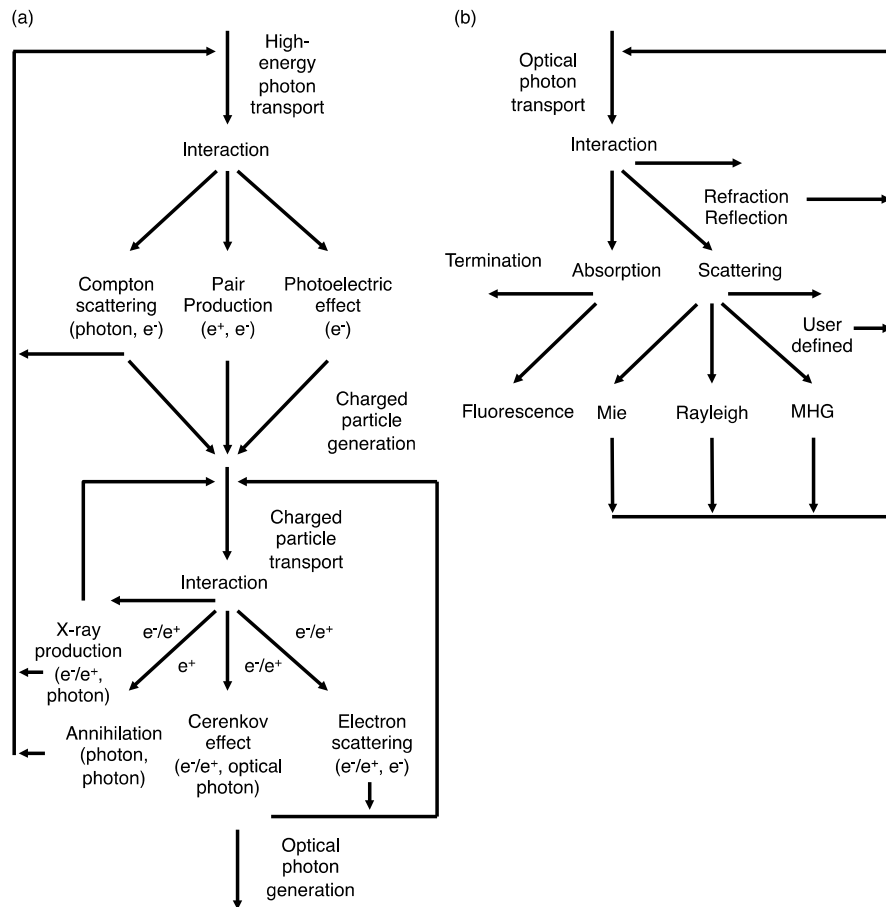 (a)
High-
energy
photon
transport
Interaction
Compton
scattering
(photon, e⁻)
Pair
Production
(e⁺, e⁻)
Photoelectric
effect
(e⁻)
Charged
particle
generation
Charged
particle
transport
Interaction
X-ray
production
(e⁻/e⁺,
photon)
e⁻/e⁺
e⁺
e⁻/e⁺
e⁻/e⁺
Annihilation
(photon,
photon)
Cerenkov
effect
(e⁻/e⁺, optical
photon)
Electron
scattering
(e⁻/e⁺, e⁻)
Optical
photon
generation
(b)
Optical
photon
transport
Interaction
Refraction
Reflection
Termination
Absorption
Scattering
User
defined
Fluorescence
Mie
Rayleigh
MHG